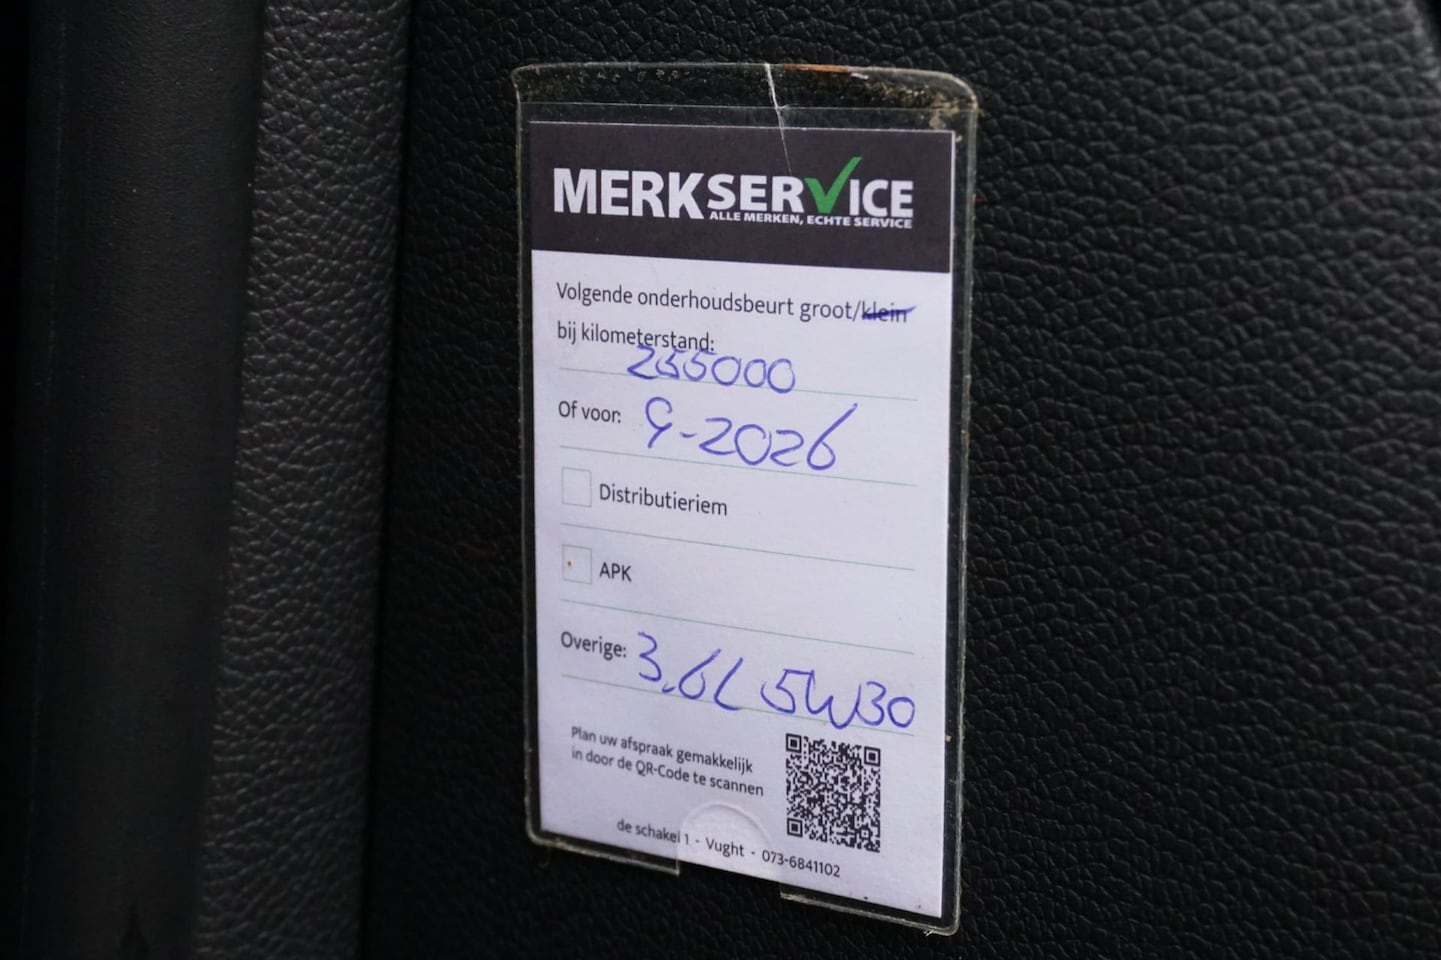 MERKSERVICE
ALLE MERKEN, ECHTE SERVICE
Volgende onderhoudsbeurt groot/klein
bij kilometerstand:
255000
Of voor: 9-2026
Distributieriem
APK
Overige: 3,6L 5W30
Plan uw afspraak gemakkelijk
in door de QR-Code te scannen
de schakel 1 - Vught - 073-6841102